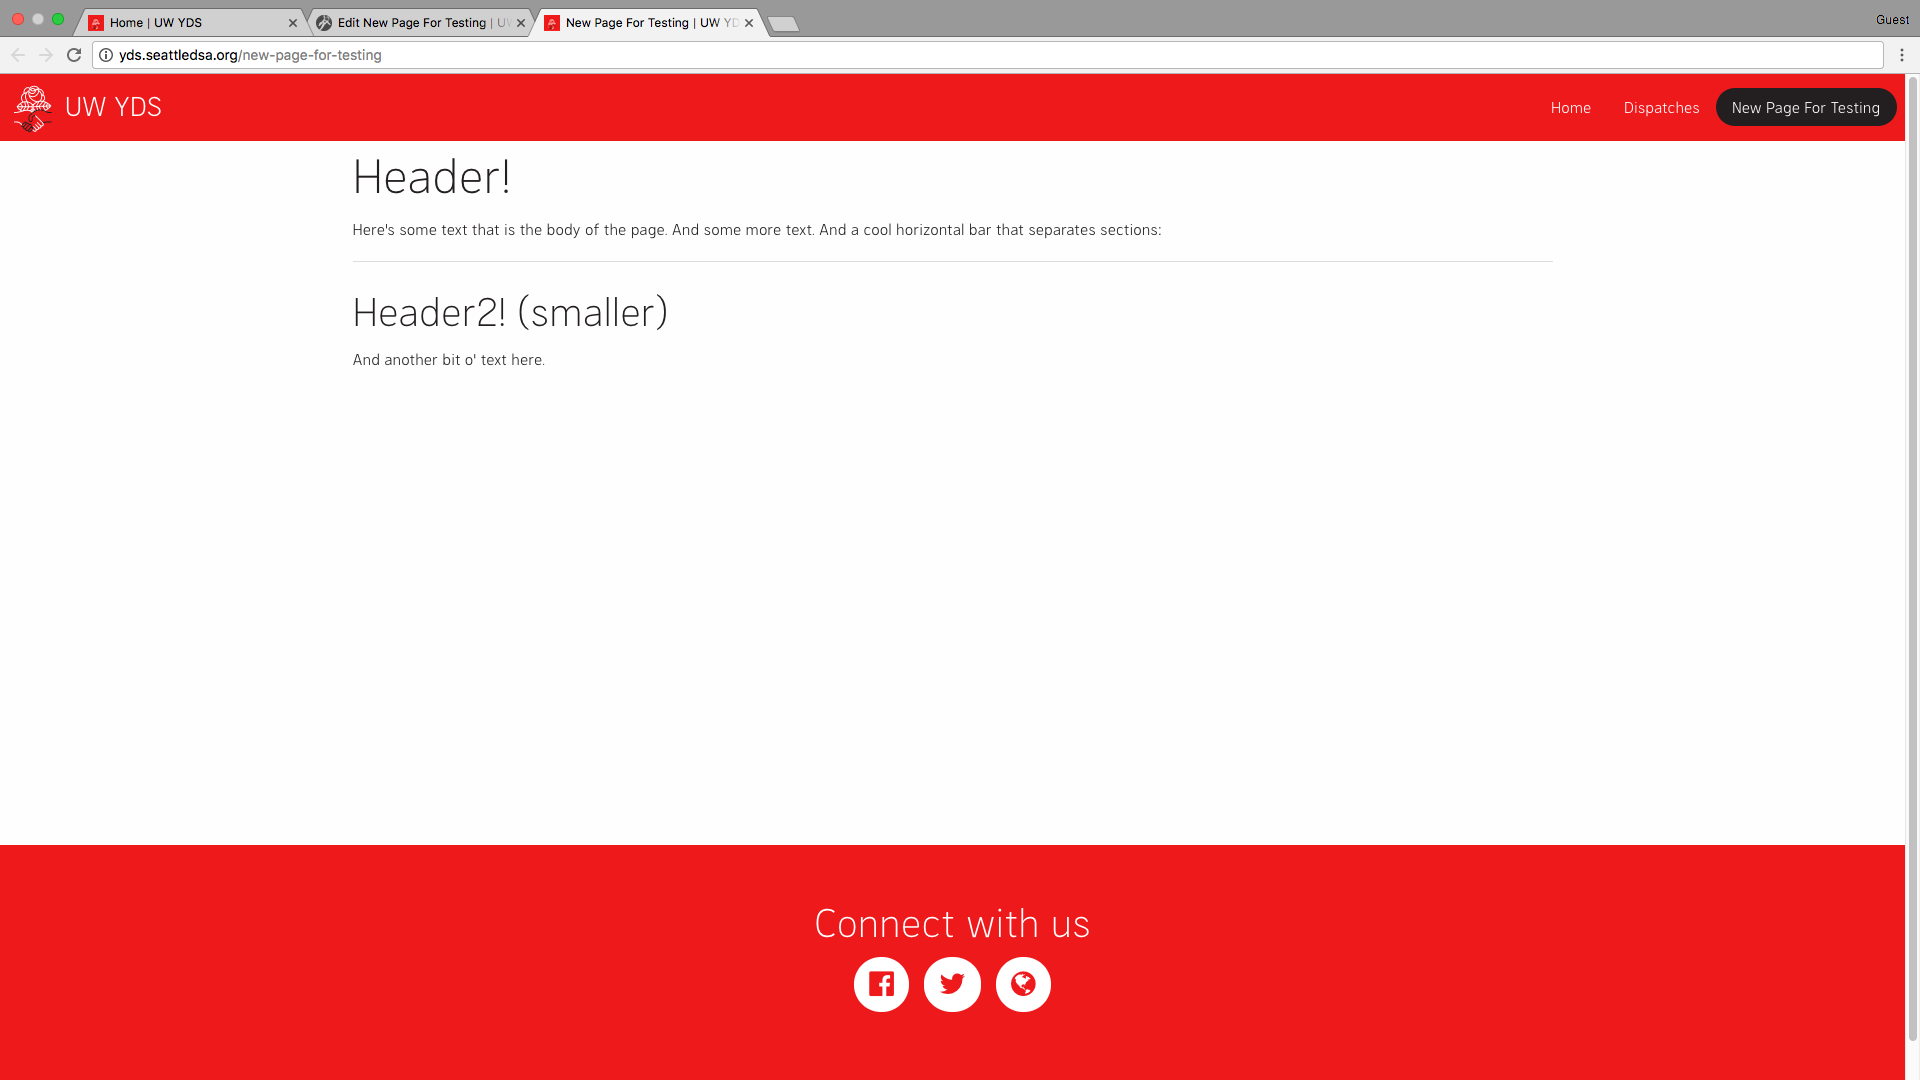 Home | UW YDS
Edit New Page For Testing | UW
New Page For Testing | UW YD
Guest
yds.seattledsa.org/new-page-for-testing
UW YDS
Home
Dispatches
New Page For Testing
Header!
Here's some text that is the body of the page. And some more text. And a cool horizontal bar that separates sections:
Header2! (smaller)
And another bit o' text here.
Connect with us